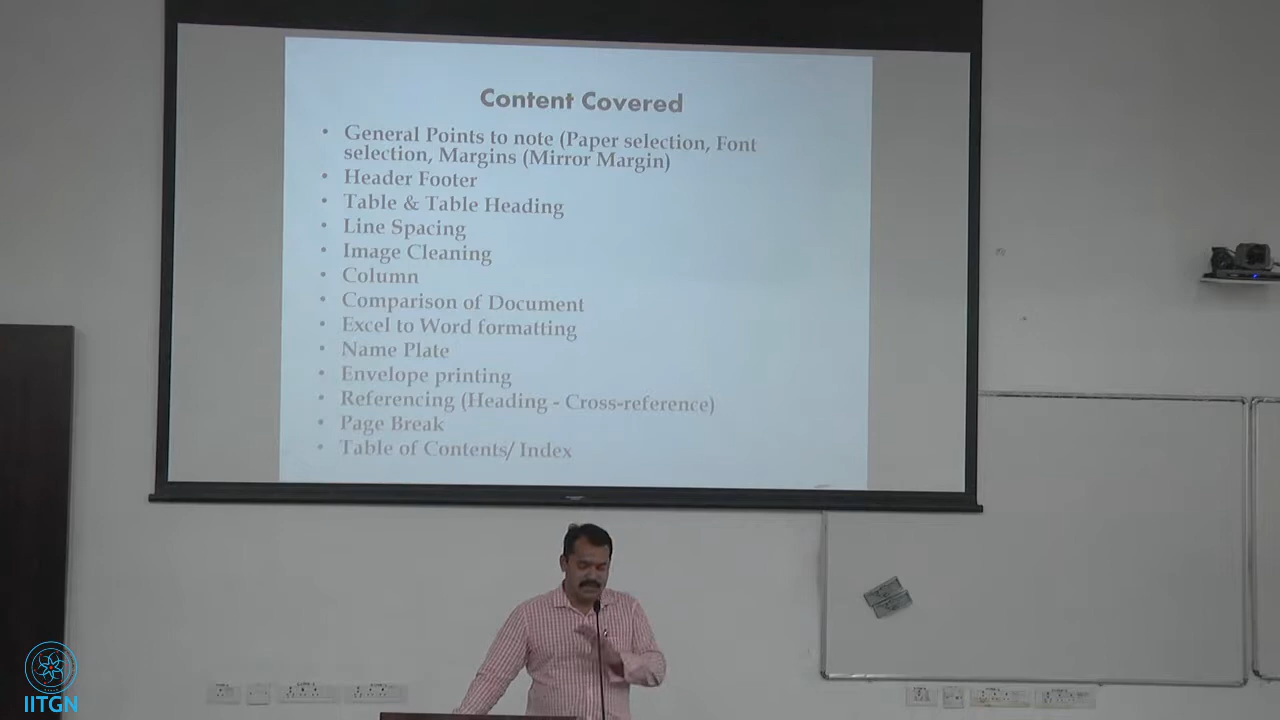 Content Covered
• General Points to note (Paper selection, Font
selection, Margins (Mirror Margin)
• Header Footer
• Table & Table Heading
• Line Spacing
• Image Cleaning
• Column
• Comparison of Document
• Excel to Word formatting
• Name Plate
• Envelope printing
• Referencing (Heading - Cross-reference)
• Page Break
• Table of Contents/ Index
IITGN